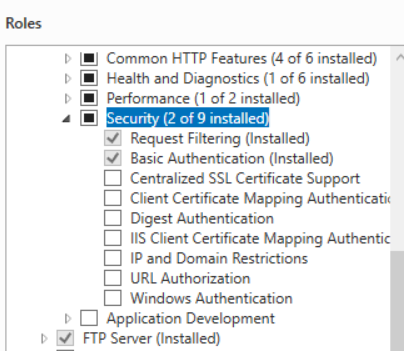 Roles
Common HTTP Features (4 of 6 installed)
Health and Diagnostics (1 of 6 installed)
Performance (1 of 2 installed)
Security (2 of 9 installed)
Request Filtering (Installed)
Basic Authentication (Installed)
Centralized SSL Certificate Support
Client Certificate Mapping Authenticatio
Digest Authentication
IIS Client Certificate Mapping Authentic
IP and Domain Restrictions
URL Authorization
Windows Authentication
Application Development
FTP Server (Installed)